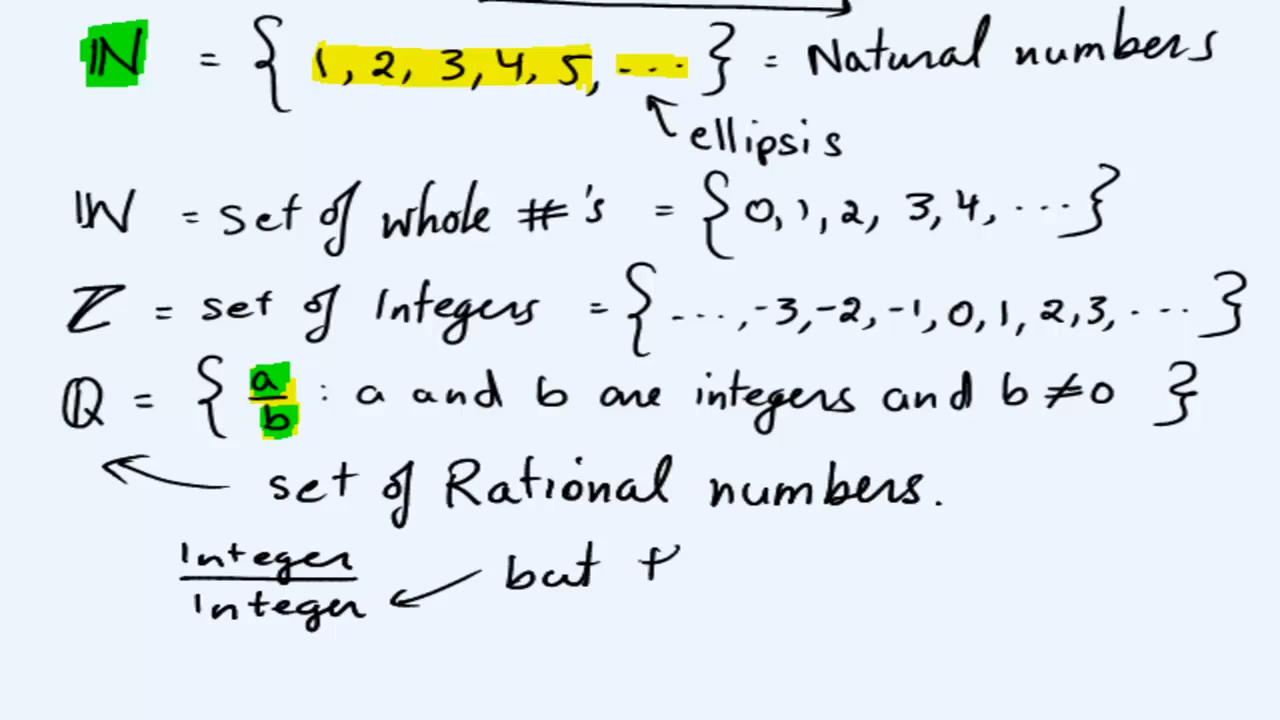 ℕ = { 1, 2, 3, 4, 5, ... } = Natural numbers
ellipsis
𝕎 = set of whole #'s = { 0, 1, 2, 3, 4, ... }
ℤ = set of Integers = { ..., -3, -2, -1, 0, 1, 2, 3, ... }
ℚ = { a/b : a and b are integers and b ≠ 0 }
set of Rational numbers.
Integer
Integer but